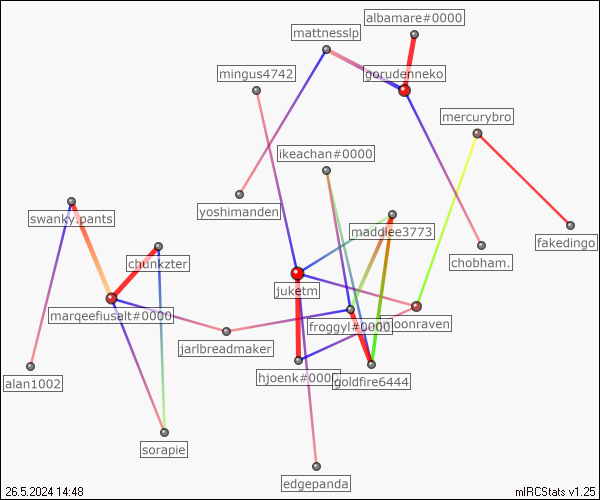 albamare#0000
mattnesslp
mingus4742
gorudenneko
mercurybro
ikeachan#0000
swanky.pants
yoshimanden
maddlee3773
fakedingo
chunkzter
chobham.
juketm
marqeefiusalt#0000
froggyl#0000
moonraven
jarlbreadmaker
alan1002
hjoenk#0000
goldfire6444
sorapie
edgepanda
26.5.2024 14:48
mIRCStats v1.25